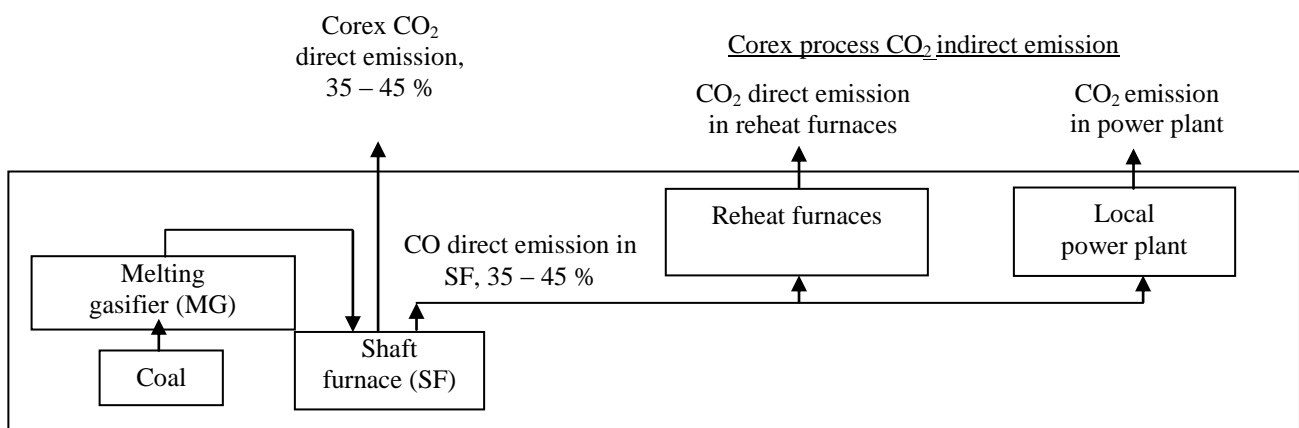 Corex CO₂
direct emission,
35 – 45 %
Corex process CO₂ indirect emission
CO₂ direct emission
in reheat furnaces
CO₂ emission
in power plant
Reheat furnaces
Local
power plant
CO direct emission in
SF, 35 – 45 %
Melting
gasifier (MG)
Shaft
furnace (SF)
Coal